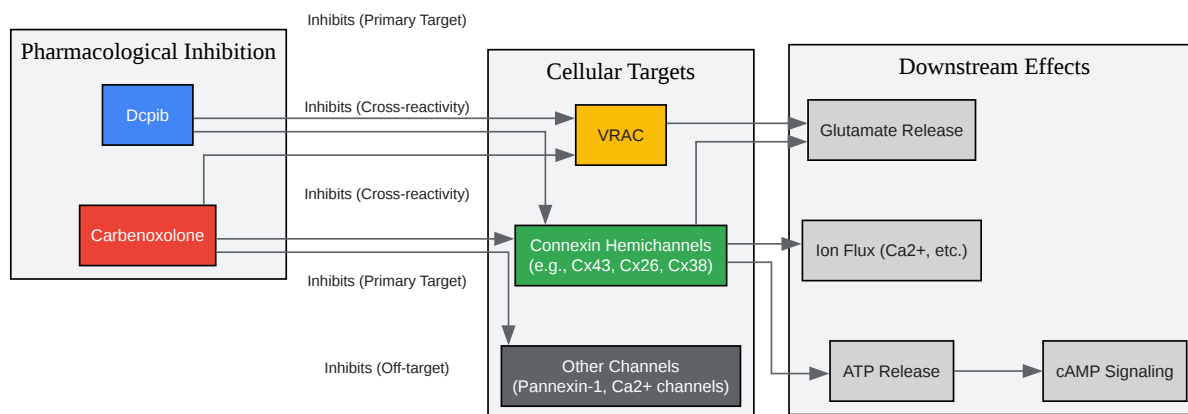 Inhibits (Primary Target)
Pharmacological Inhibition
Cellular Targets
Downstream Effects
Dcpib
Inhibits (Cross-reactivity)
VRAC
Glutamate Release
Inhibits (Cross-reactivity)
Carbenoxolone
Connexin Hemichannels
(e.g., Cx43, Cx26, Cx38)
Ion Flux (Ca2+, etc.)
Inhibits (Primary Target)
Inhibits (Off-target)
Other Channels
(Pannexin-1, Ca2+ channels)
ATP Release
cAMP Signaling